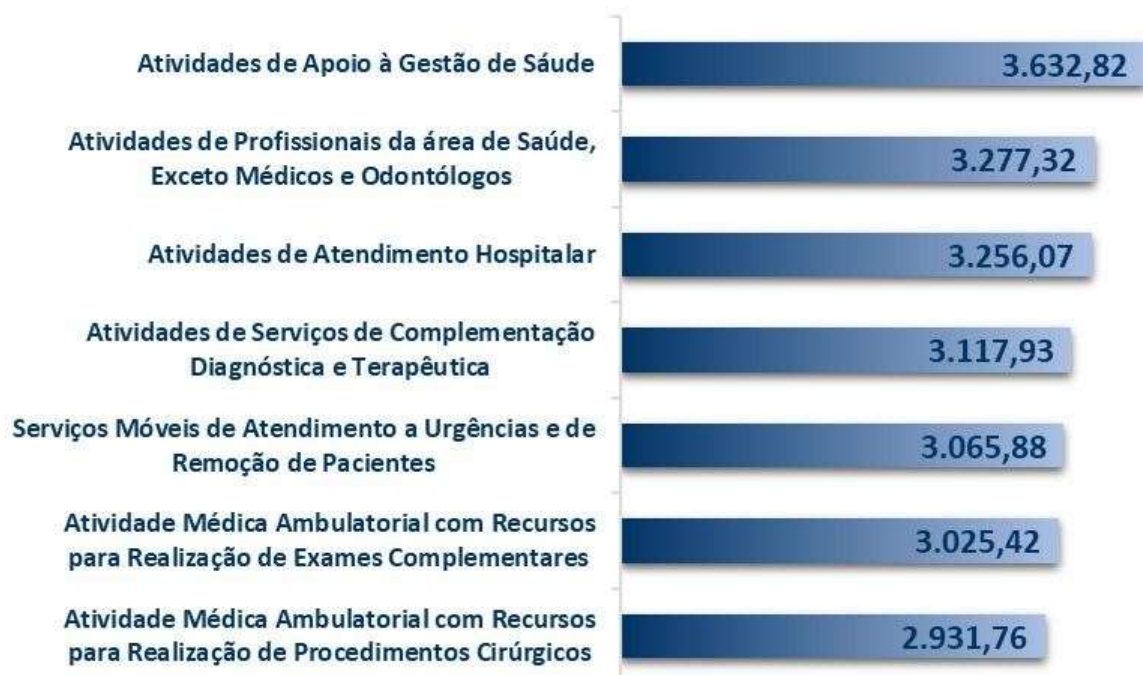 Atividades de Apoio à Gestão de Sáude
3.632,82
Atividades de Profissionais da área de Saúde,
Exceto Médicos e Odontólogos
3.277,32
Atividades de Atendimento Hospitalar
3.256,07
Atividades de Serviços de Complementação
Diagnóstica e Terapêutica
3.117,93
Serviços Móveis de Atendimento a Urgências e de
Remoção de Pacientes
3.065,88
Atividade Médica Ambulatorial com Recursos
para Realização de Exames Complementares
3.025,42
Atividade Médica Ambulatorial com Recursos
para Realização de Procedimentos Cirúrgicos
2.931,76